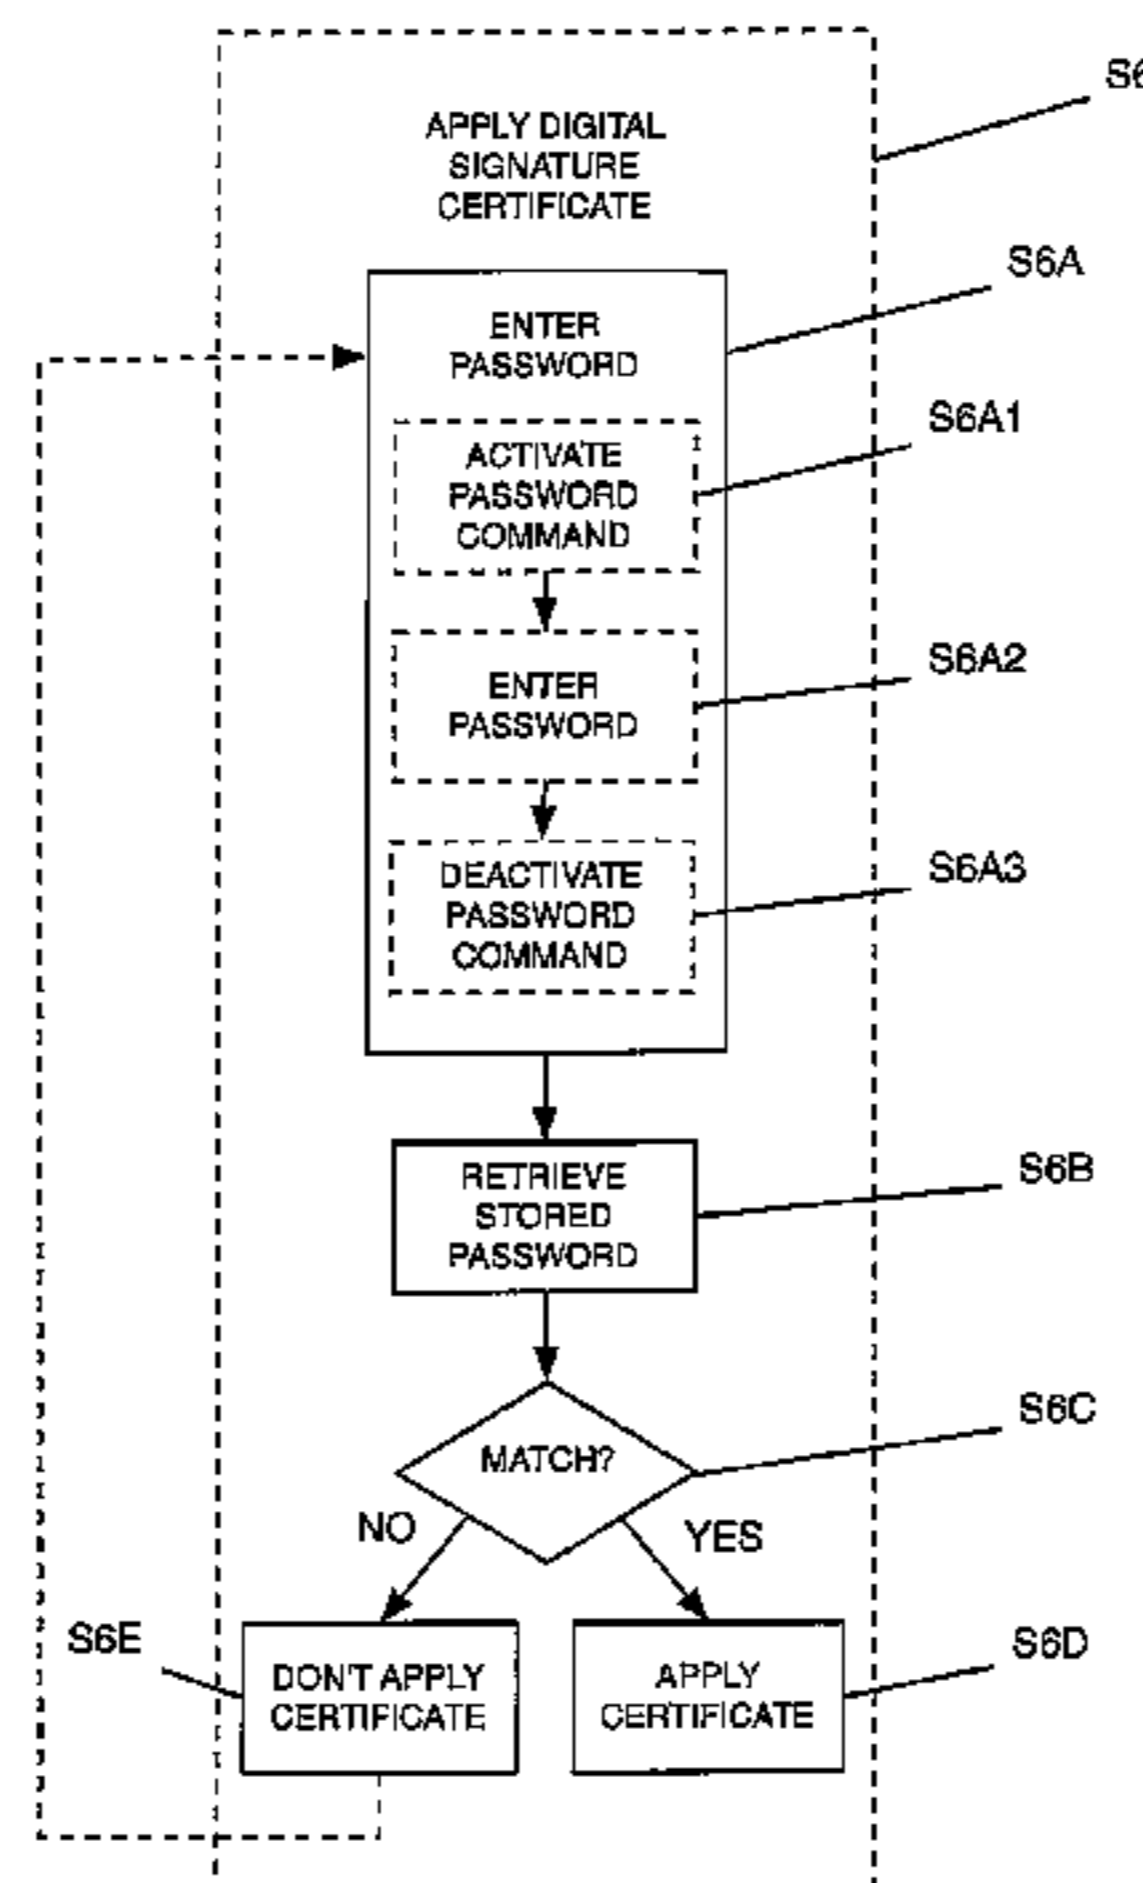 S6
APPLY DIGITAL
SIGNATURE
CERTIFICATE
S6A
ENTER
PASSWORD
S6A1
ACTIVATE
PASSWORD
COMMAND
S6A2
ENTER
PASSWORD
S6A3
DEACTIVATE
PASSWORD
COMMAND
S6B
RETRIEVE
STORED
PASSWORD
S6C
MATCH?
NO
YES
S6E
DON'T APPLY
CERTIFICATE
S6D
APPLY
CERTIFICATE